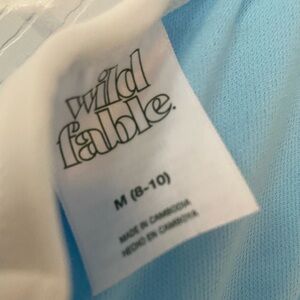 wild
fable.
M (8-10)
MADE IN CAMBODIA
HECHO EN CAMBOYA